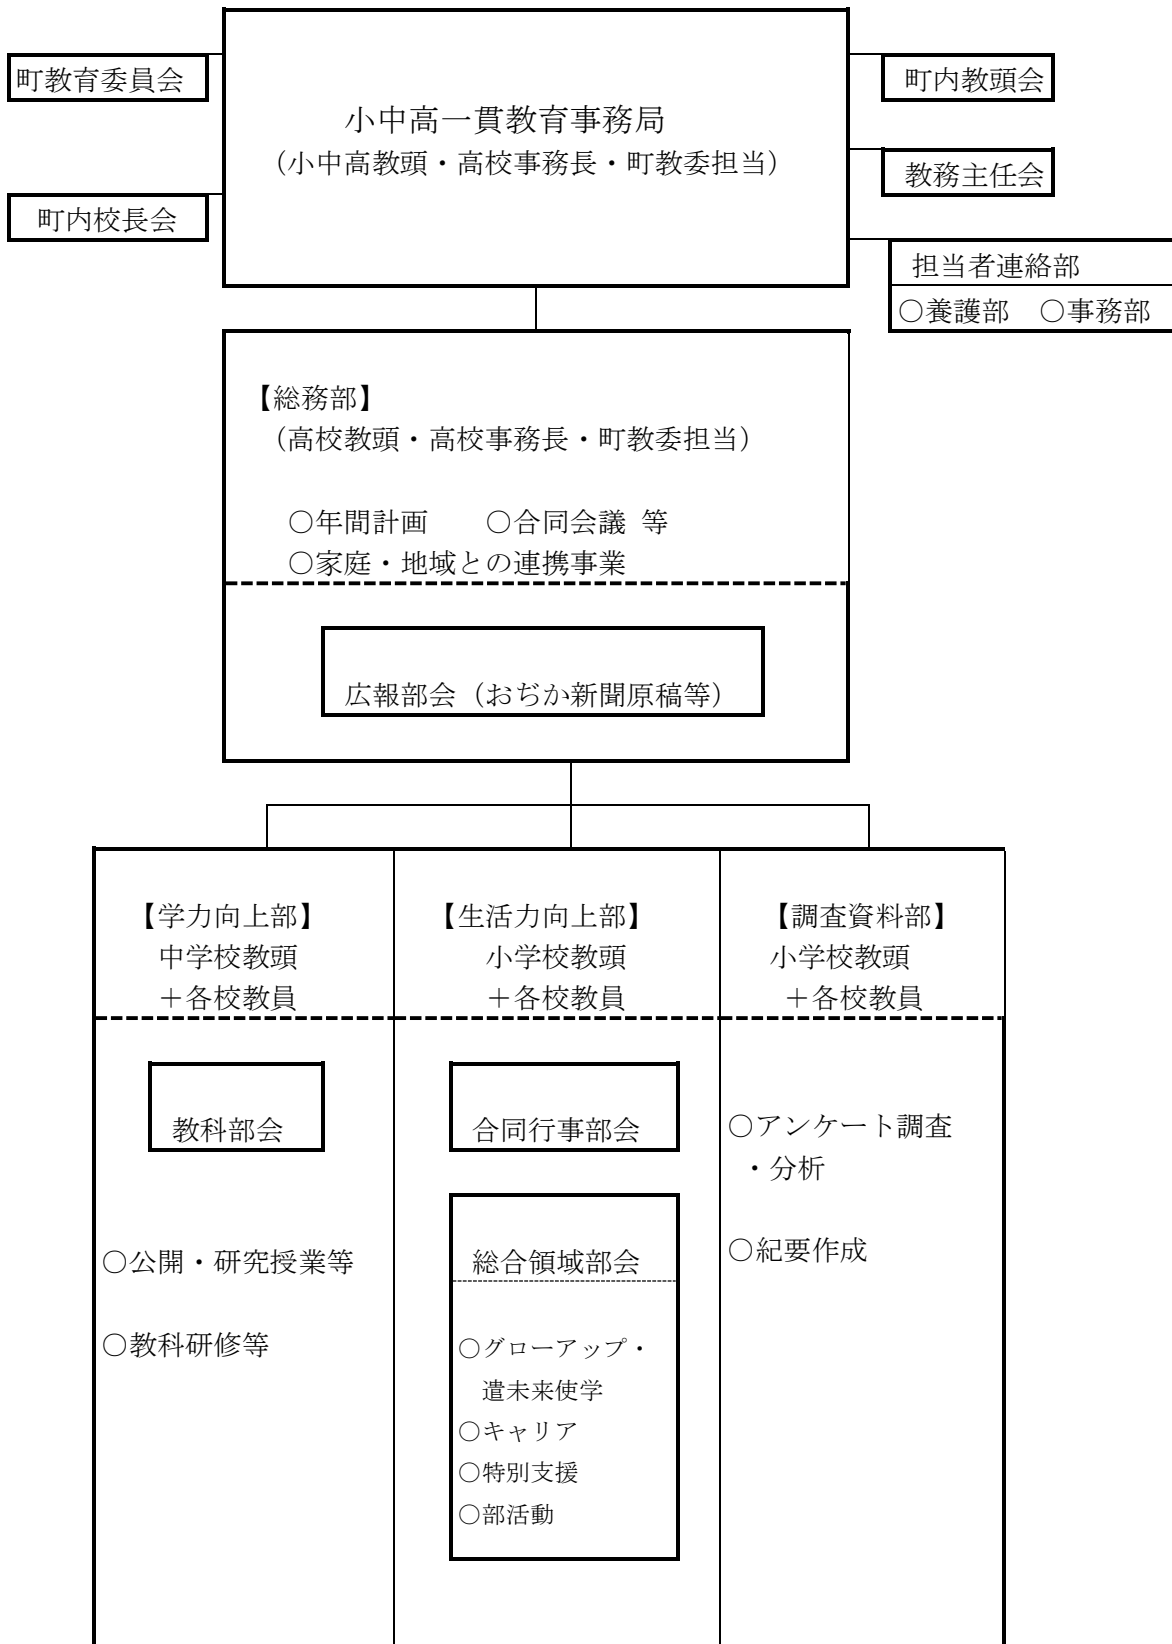 町教育委員会
町内校長会
小中高一貫教育事務局
（小中高教頭・高校事務長・町教委担当）
町内教頭会
教務主任会
担当者連絡部
○養護部　○事務部
【総務部】
（高校教頭・高校事務長・町教委担当）
○年間計画　　○合同会議 等
○家庭・地域との連携事業
広報部会（おぢか新聞原稿等）
【学力向上部】
中学校教頭
＋各校教員
教科部会
○公開・研究授業等
○教科研修等
【生活力向上部】
小学校教頭
＋各校教員
合同行事部会
総合領域部会
○グローアップ・
遣未来使学
○キャリア
○特別支援
○部活動
【調査資料部】
小学校教頭
＋各校教員
○アンケート調査
・分析
○紀要作成